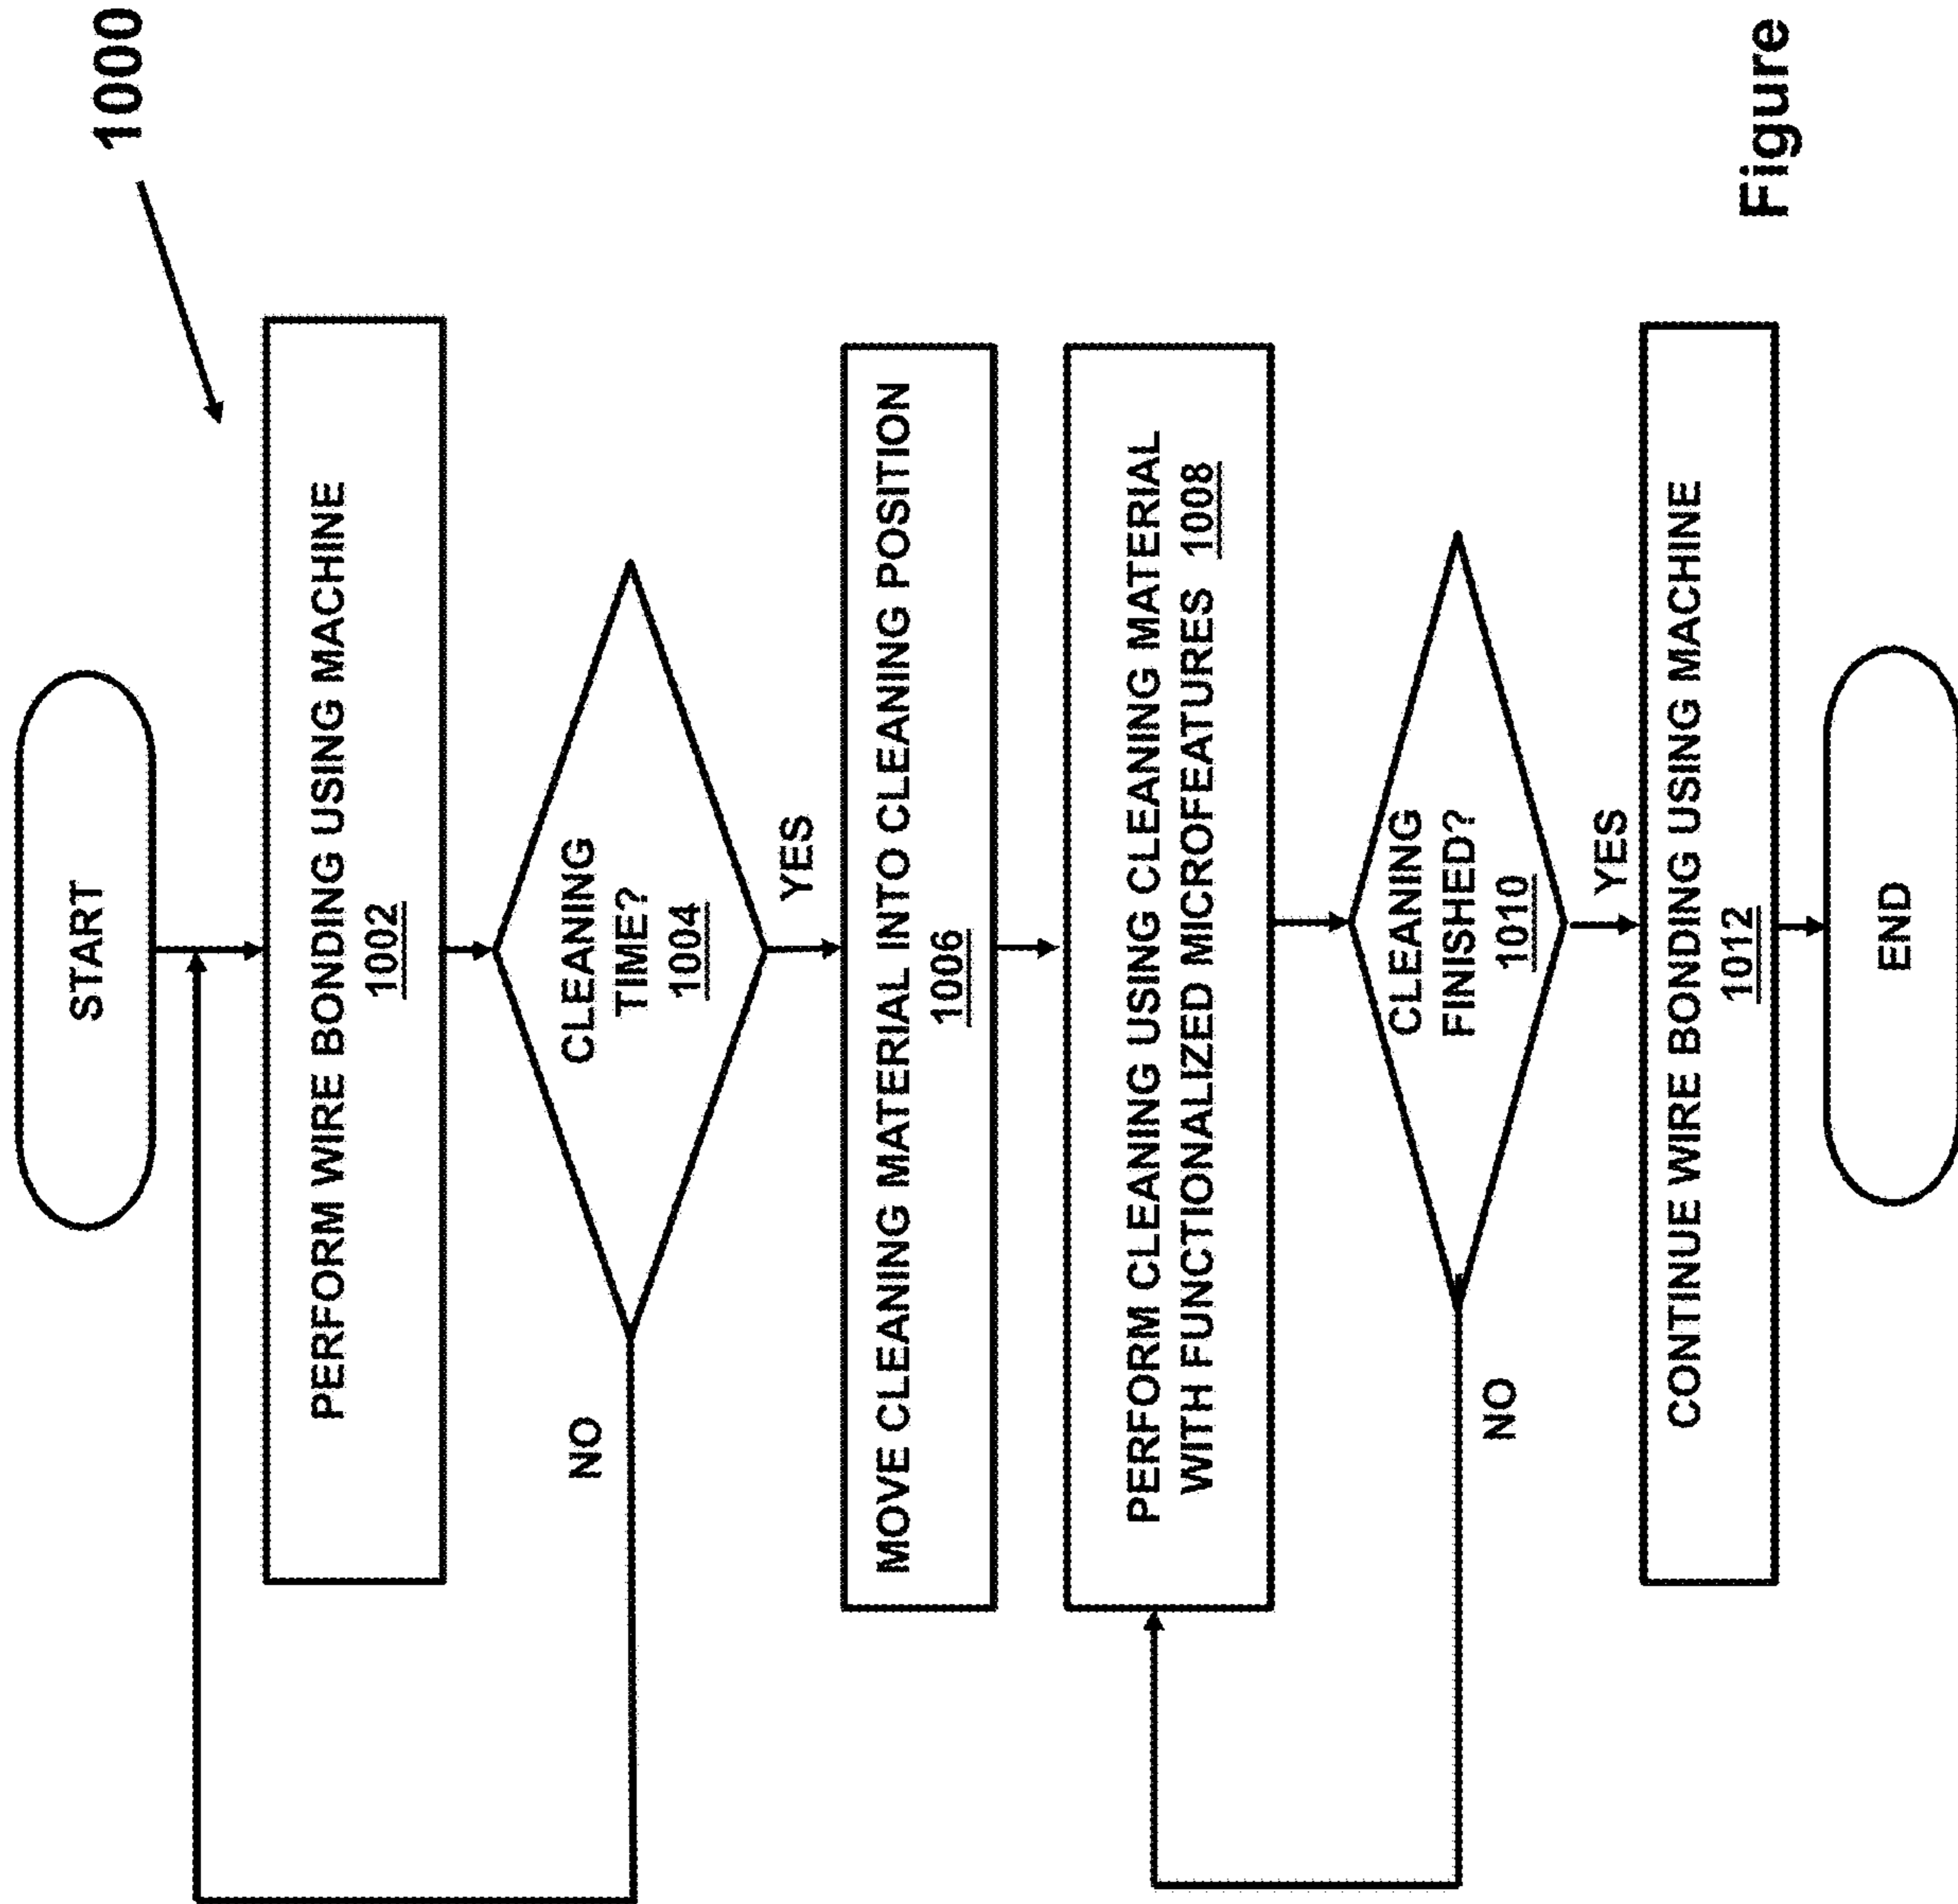 1000
START
PERFORM WIRE BONDING USING MACHINE
1002
CLEANING
TIME?
1004
NO
YES
MOVE CLEANING MATERIAL INTO CLEANING POSITION
1006
PERFORM CLEANING USING CLEANING MATERIAL
WITH FUNCTIONALIZED MICROFEATURES 1008
CLEANING
FINISHED?
1010
NO
YES
CONTINUE WIRE BONDING USING MACHINE
1012
END
Figure